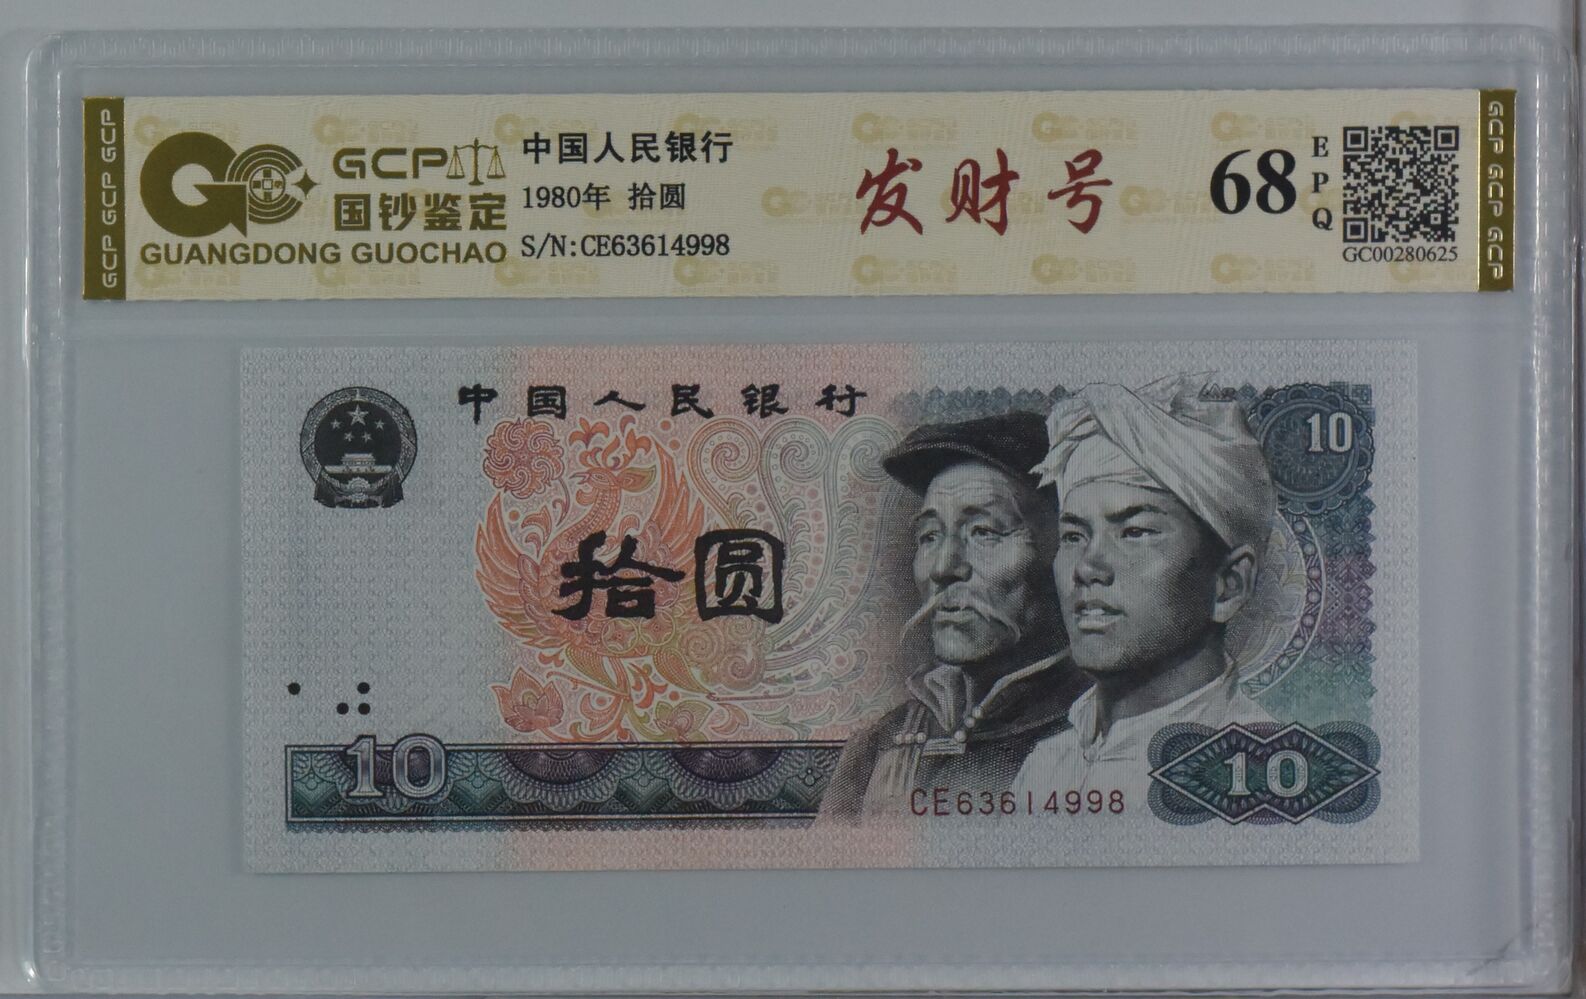 GCP GCP GCP
GCP
国钞鉴定
GUANGDONG GUOCHAO
中国人民银行
1980年 拾圆
S/N:CE63614998
发财号
68
EPQ
GC00280625
GCP GCP GCP
中国人民银行
10
拾圆
10
CE63614998
10